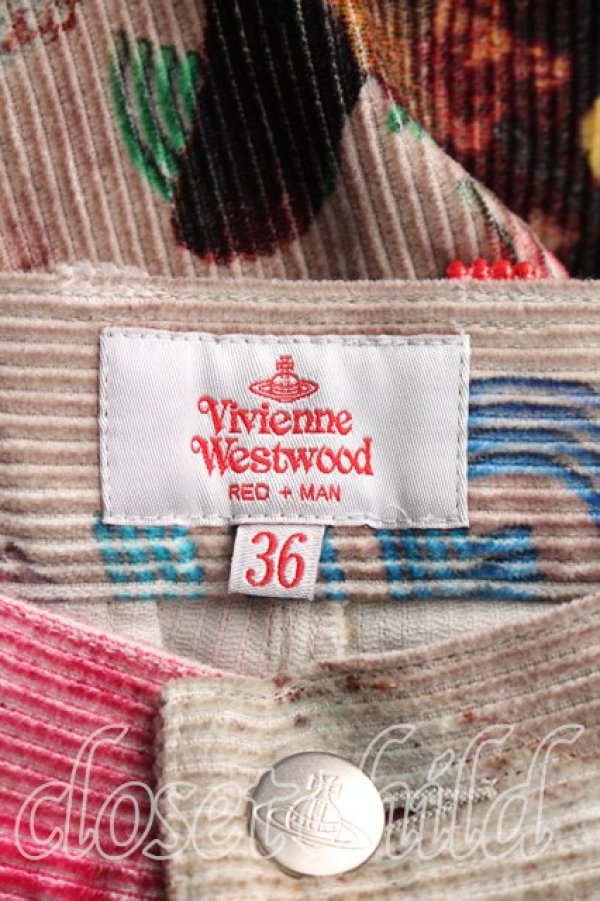 Vivienne
Westwood
RED + MAN
36
closet child